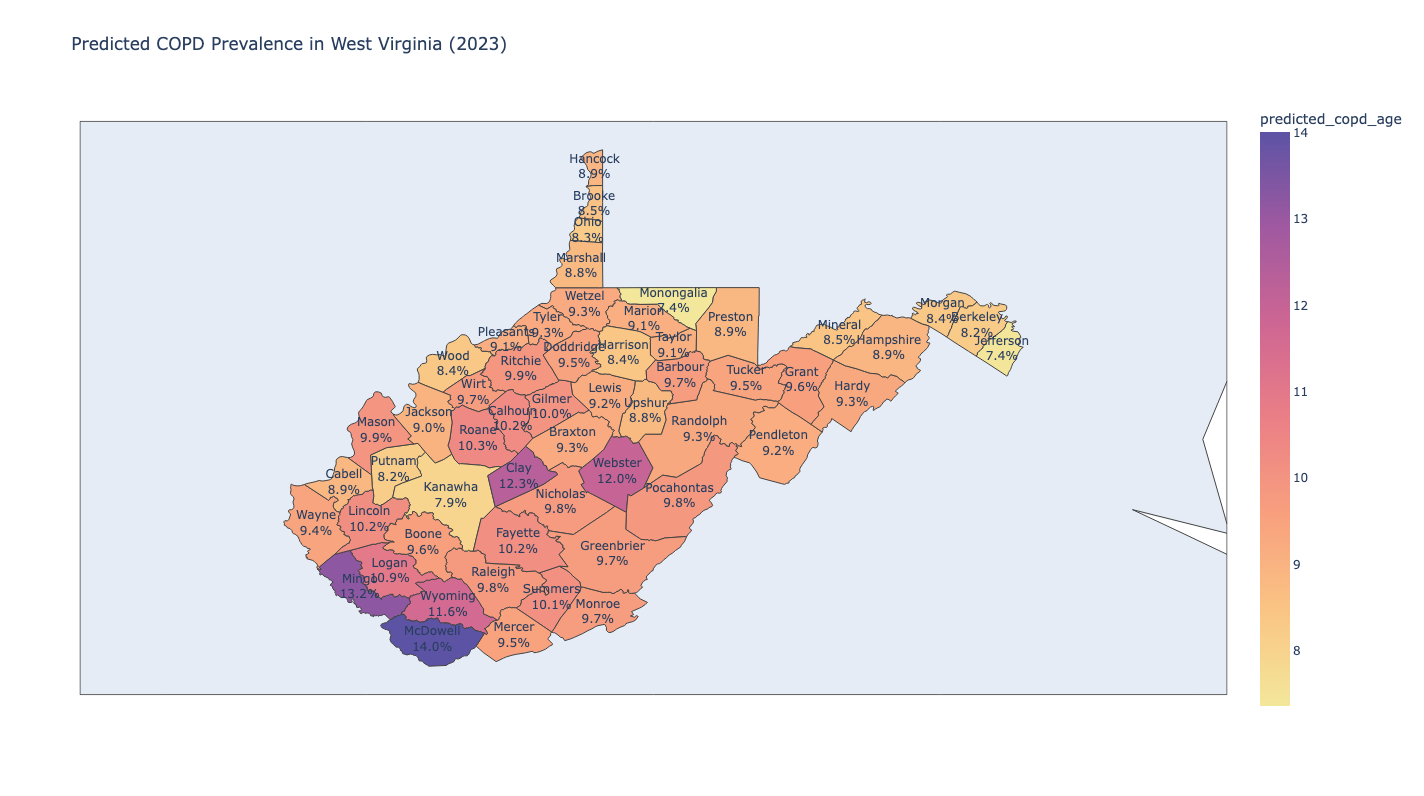 Predicted COPD Prevalence in West Virginia (2023)
predicted_copd_age
14
13
12
11
10
9
8
Hancock
8.9%
Brooke
8.5%
Ohio
8.3%
Marshall
8.8%
Wetzel
9.3%
Monongalia
7.4%
Marion
9.1%
Preston
8.9%
Tyler
9.3%
Pleasants
9.1%
Doddridge
9.5%
Harrison
8.4%
Taylor
9.1%
Morgan
8.4%
Berkeley
8.2%
Jefferson
7.4%
Mineral
8.5%
Hampshire
8.9%
Wood
8.4%
Ritchie
9.9%
Barbour
9.7%
Tucker
9.5%
Grant
9.6%
Hardy
9.3%
Wirt
9.7%
Lewis
9.2%
Gilmer
10.0%
Calhoun
10.2%
Upshur
8.8%
Jackson
9.0%
Mason
9.9%
Roane
10.3%
Braxton
9.3%
Randolph
9.3%
Pendleton
9.2%
Putnam
8.2%
Cabell
8.9%
Clay
12.3%
Webster
12.0%
Kanawha
7.9%
Nicholas
9.8%
Pocahontas
9.8%
Wayne
9.4%
Lincoln
10.2%
Boone
9.6%
Fayette
10.2%
Greenbrier
9.7%
Logan
10.9%
Mingo
13.2%
Raleigh
9.8%
Wyoming
11.6%
Summers
10.1%
Monroe
9.7%
McDowell
14.0%
Mercer
9.5%